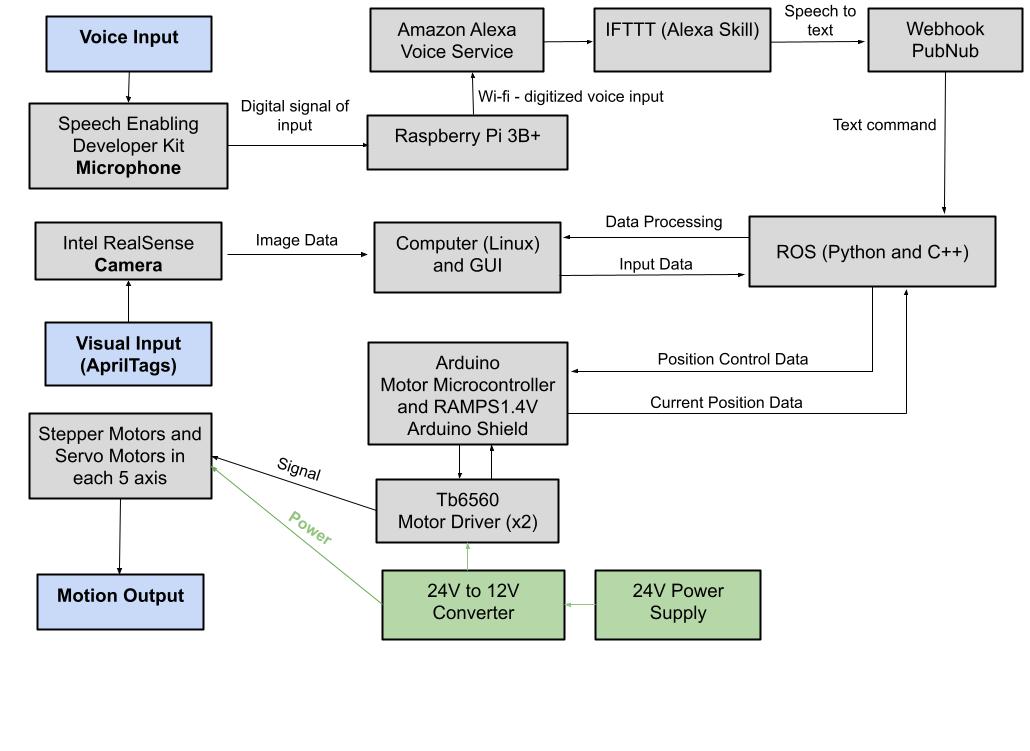 Voice Input
Amazon Alexa
Voice Service
IFTTT (Alexa Skill)
Speech to
text
Webhook
PubNub
Wi-fi - digitized voice input
Speech Enabling
Developer Kit
Microphone
Digital signal of
input
Raspberry Pi 3B+
Text command
Intel RealSense
Camera
Image Data
Computer (Linux)
and GUI
Data Processing
Input Data
ROS (Python and C++)
Visual Input
(AprilTags)
Arduino
Motor Microcontroller
and RAMPS1.4V
Arduino Shield
Position Control Data
Current Position Data
Stepper Motors and
Servo Motors in
each 5 axis
Signal
Power
Tb6560
Motor Driver (x2)
Motion Output
24V to 12V
Converter
24V Power
Supply